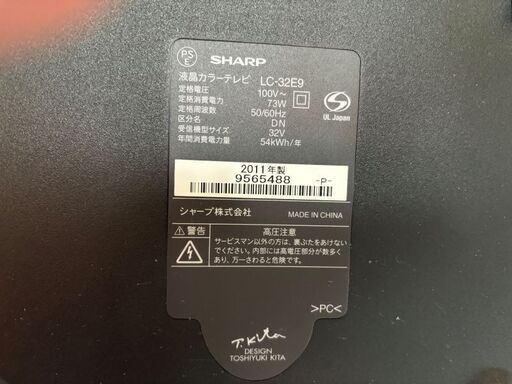 PS
E
SHARP
液晶カラーテレビ LC-32E9
定格電圧 100V～
定格消費電力 73W
定格周波数 50/60Hz
区分名 DN
受信機型サイズ 32V
年間消費電力量 54kWh/年
UL Japan
2011年製
9565488 -P-
シャープ株式会社 MADE IN CHINA
警告 高圧注意
サービスマン以外の方は、裏ぶたをあけない
でください。内部には高電圧部分が数多く
あり、万一さわると危険です。
>PC<
T.Kita
DESIGN
TOSHIYUKI KITA